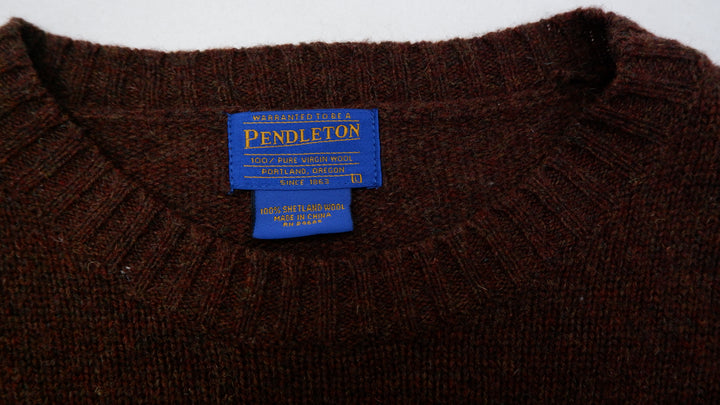 WARRANTED TO BE A
PENDLETON
100% PURE VIRGIN WOOL
PORTLAND, OREGON
SINCE 1863
100% SHETLAND WOOL
MADE IN CHINA